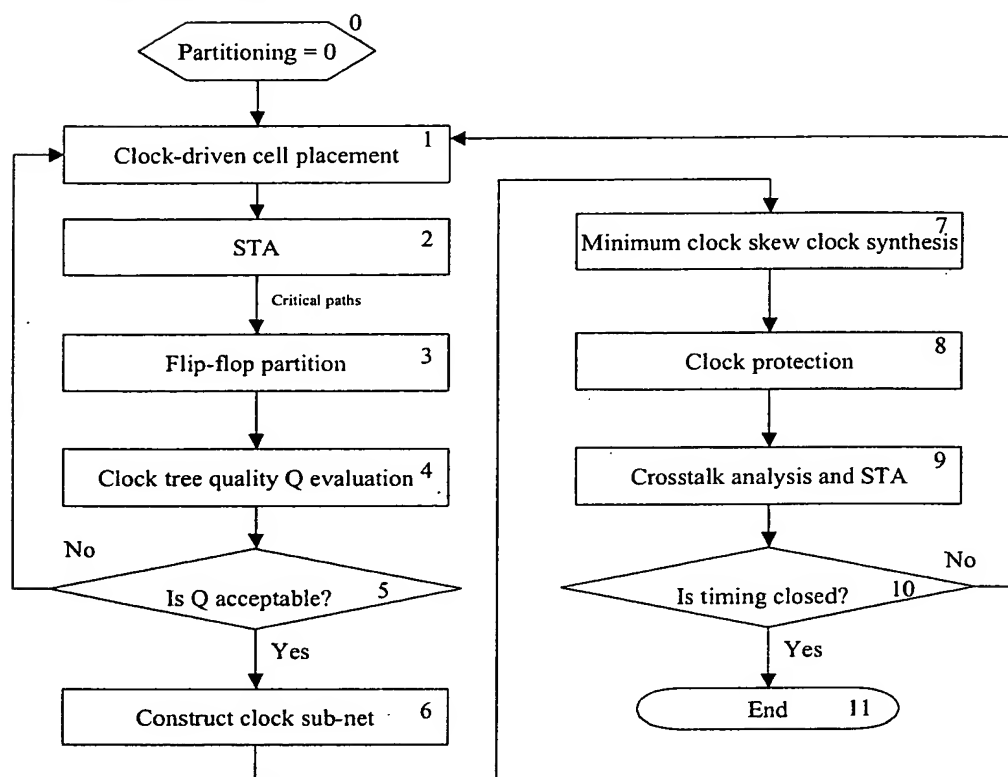 0
Partitioning = 0
1
Clock-driven cell placement
2
STA
Critical paths
3
Flip-flop partition
4
Clock tree quality Q evaluation
No
Is Q acceptable? 5
Yes
6
Construct clock sub-net
7
Minimum clock skew clock synthesis
8
Clock protection
9
Crosstalk analysis and STA
No
Is timing closed? 10
Yes
End 11